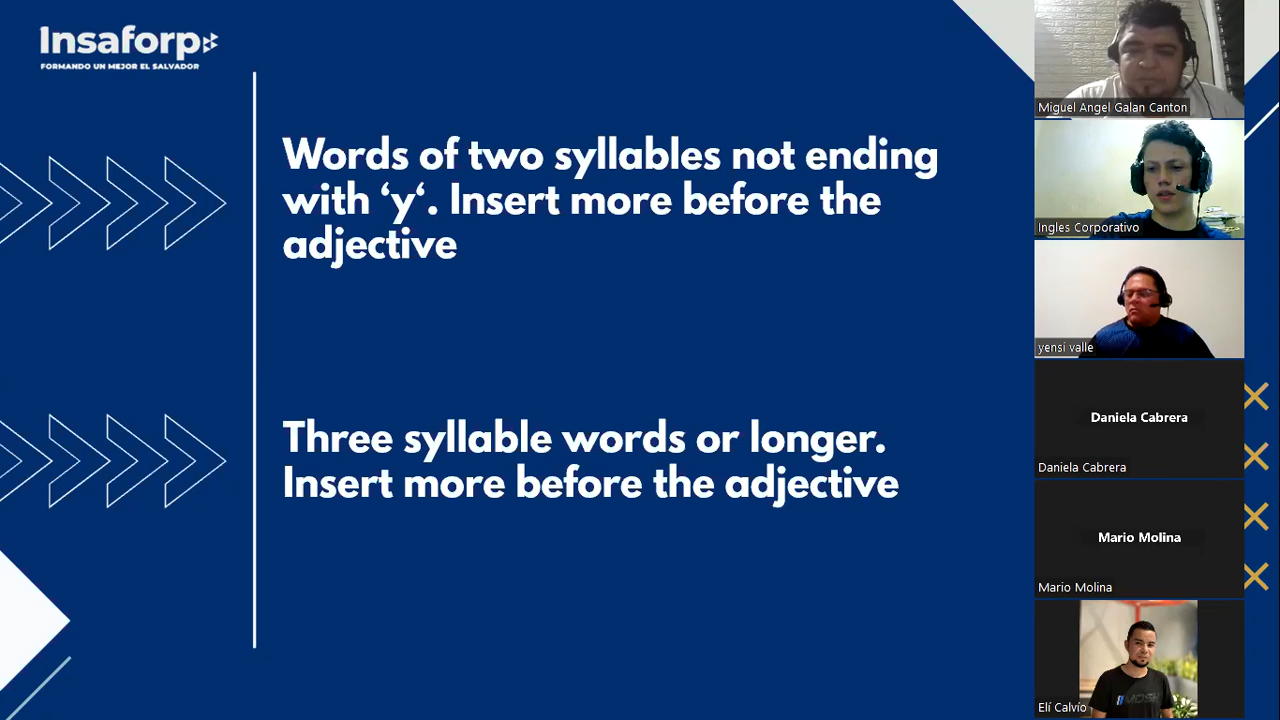 Insaforp
FORMANDO UN MEJOR EL SALVADOR
Words of two syllables not ending
with ‘y‘. Insert more before the
adjective
Three syllable words or longer.
Insert more before the adjective
Miguel Angel Galan Canton
Ingles Corporativo
yensi valle
Daniela Cabrera
Daniela Cabrera
Mario Molina
Mario Molina
Elí Calvío